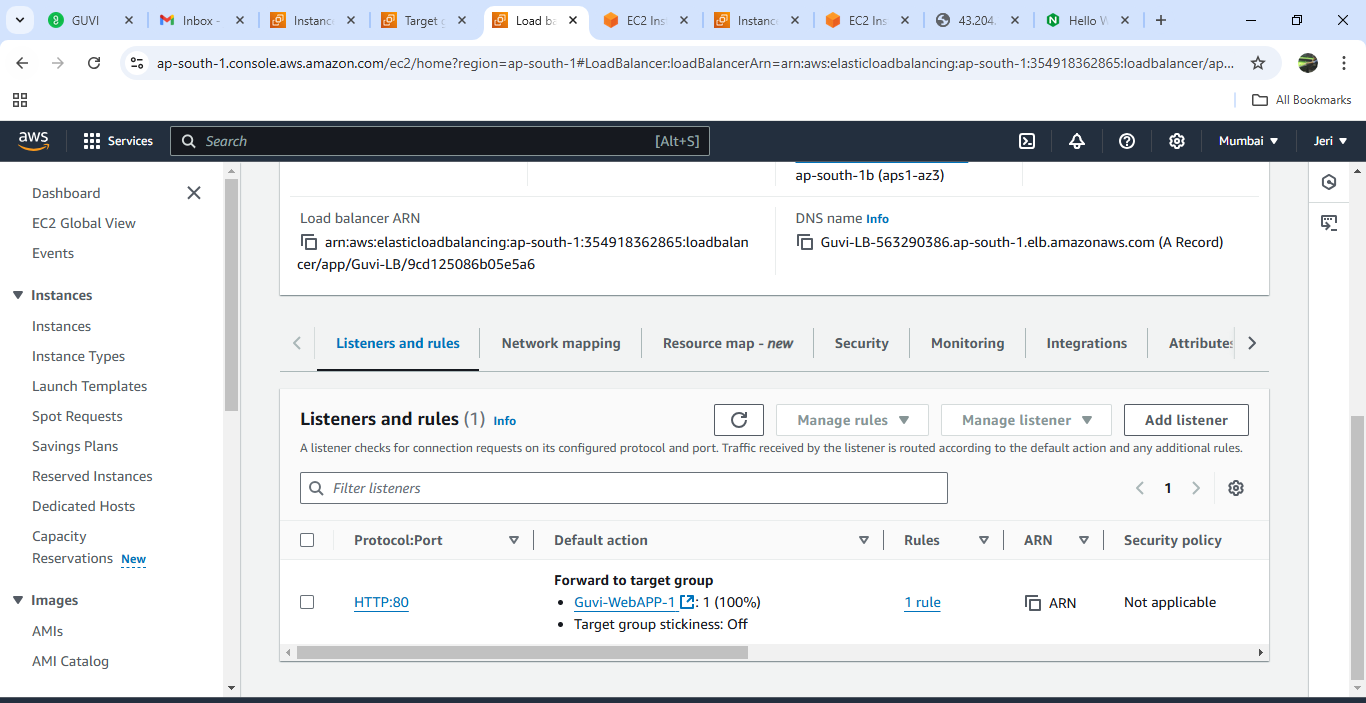 GUVI
Inbox -
Instanc
Target g
Load ba
EC2 Ins
Instanc
EC2 Ins
43.204.
Hello W
ap-south-1.console.aws.amazon.com/ec2/home?region=ap-south-1#LoadBalancer:loadBalancerArn=arn:aws:elasticloadbalancing:ap-south-1:354918362865:loadbalancer/ap...
All Bookmarks
aws
Services
Search
[Alt+S]
Mumbai
Jeri
Dashboard
EC2 Global View
Events
Instances
Instances
Instance Types
Launch Templates
Spot Requests
Savings Plans
Reserved Instances
Dedicated Hosts
Capacity
Reservations New
Images
AMIs
AMI Catalog
ap-south-1b (aps1-az3)
Load balancer ARN
arn:aws:elasticloadbalancing:ap-south-1:354918362865:loadbalan
cer/app/Guvi-LB/9cd125086b05e5a6
DNS name Info
Guvi-LB-563290386.ap-south-1.elb.amazonaws.com (A Record)
Listeners and rules
Network mapping
Resource map - new
Security
Monitoring
Integrations
Attributes
Listeners and rules (1) Info
Manage rules
Manage listener
Add listener
A listener checks for connection requests on its configured protocol and port. Traffic received by the listener is routed according to the default action and any additional rules.
Filter listeners
1
Protocol:Port
Default action
Rules
ARN
Security policy
HTTP:80
Forward to target group
• Guvi-WebAPP-1 : 1 (100%)
• Target group stickiness: Off
1 rule
ARN
Not applicable